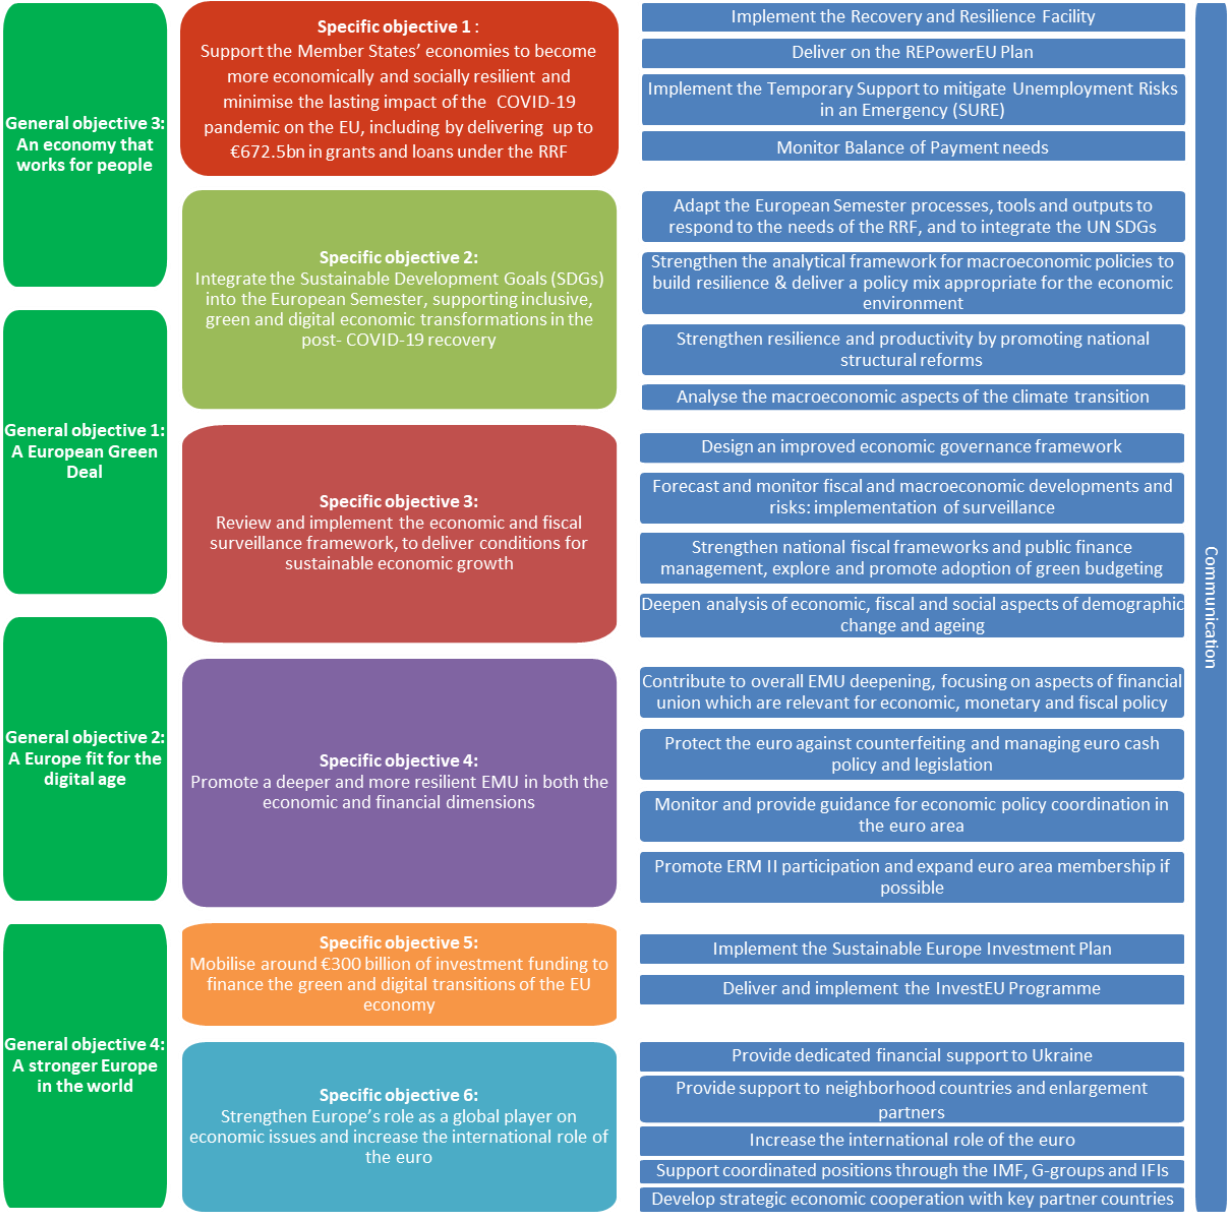 General objective 3:
An economy that
works for people
General objective 1:
A European Green
Deal
General objective 2:
A Europe fit for the
digital age
General objective 4:
A stronger Europe
in the world
Specific objective 1 :
Support the Member States' economies to become
more economically and socially resilient and
minimise the lasting impact of the COVID-19
pandemic on the EU, including by delivering up to
€672.5bn in grants and loans under the RRF
Specific objective 2:
Integrate the Sustainable Development Goals (SDGs)
into the European Semester, supporting inclusive,
green and digital economic transformations in the
post- COVID-19 recovery
Specific objective 3:
Review and implement the economic and fiscal
surveillance framework, to deliver conditions for
sustainable economic growth
Specific objective 4:
Promote a deeper and more resilient EMU in both the
economic and financial dimensions
Specific objective 5:
Mobilise around €300 billion of investment funding to
finance the green and digital transitions of the EU
economy
Specific objective 6:
Strengthen Europe's role as a global player on
economic issues and increase the international role of
the euro
Implement the Recovery and Resilience Facility
Deliver on the REPowerEU Plan
Implement the Temporary Support to mitigate Unemployment Risks
in an Emergency (SURE)
Monitor Balance of Payment needs
Adapt the European Semester processes, tools and outputs to
respond to the needs of the RRF, and to integrate the UN SDGs
Strengthen the analytical framework for macroeconomic policies to
build resilience & deliver a policy mix appropriate for the economic
environment
Strengthen resilience and productivity by promoting national
structural reforms
Analyse the macroeconomic aspects of the climate transition
Design an improved economic governance framework
Forecast and monitor fiscal and macroeconomic developments and
risks: implementation of surveillance
Strengthen national fiscal frameworks and public finance
management, explore and promote adoption of green budgeting
Deepen analysis of economic, fiscal and social aspects of demographic
change and ageing
Contribute to overall EMU deepening, focusing on aspects of financial
union which are relevant for economic, monetary and fiscal policy
Protect the euro against counterfeiting and managing euro cash
policy and legislation
Monitor and provide guidance for economic policy coordination in
the euro area
Promote ERM II participation and expand euro area membership if
possible
Implement the Sustainable Europe Investment Plan
Deliver and implement the InvestEU Programme
Provide dedicated financial support to Ukraine
Provide support to neighborhood countries and enlargement
partners
Increase the international role of the euro
Support coordinated positions through the IMF, G-groups and IFIs
Develop strategic economic cooperation with key partner countries
Communication